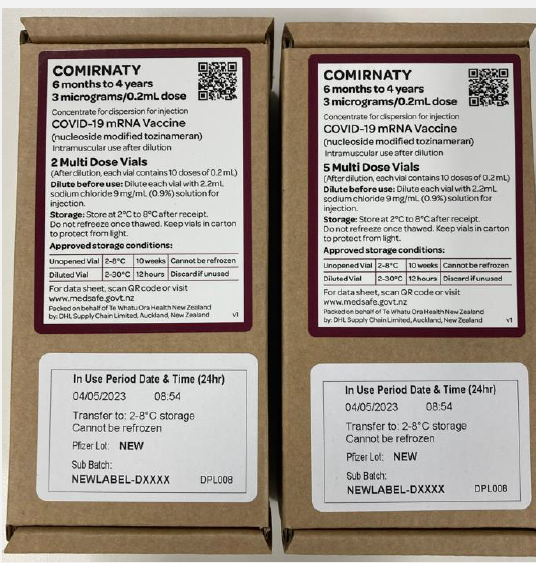 COMIRNATY
6 months to 4 years
3 micrograms/0.2mL dose
Concentrate for dispersion for injection
COVID-19 mRNA Vaccine
(nucleoside modified tozinameran)
Intramuscular use after dilution
2 Multi Dose Vials
(After dilution, each vial contains 10 doses of 0.2 mL)
Dilute before use: Dilute each vial with 2.2mL
sodium chloride 9 mg/mL (0.9%) solution for
injection.
Storage: Store at 2°C to 8°C after receipt.
Do not refreeze once thawed. Keep vials in carton
to protect from light.
Approved storage conditions:
Unopened Vial 2-8°C 10 weeks Cannot be refrozen
Diluted Vial 2-30°C 12 hours Discard if unused
For data sheet, scan QR code or visit
www.medsafe.govt.nz
Packed on behalf of Te Whatu Ora Health New Zealand
by: DHL Supply Chain Limited, Auckland, New Zealand v1
In Use Period Date & Time (24hr)
04/05/2023 08:54
Transfer to: 2-8°C storage
Cannot be refrozen
Pfizer Lot: NEW
Sub Batch:
NEWLABEL-DXXXX DPL008
COMIRNATY
6 months to 4 years
3 micrograms/0.2mL dose
Concentrate for dispersion for injection
COVID-19 mRNA Vaccine
(nucleoside modified tozinameran)
Intramuscular use after dilution
5 Multi Dose Vials
(After dilution, each vial contains 10 doses of 0.2 mL)
Dilute before use: Dilute each vial with 2.2mL
sodium chloride 9 mg/mL (0.9%) solution for
injection.
Storage: Store at 2°C to 8°C after receipt.
Do not refreeze once thawed. Keep vials in carton
to protect from light.
Approved storage conditions:
Unopened Vial 2-8°C 10 weeks Cannot be refrozen
Diluted Vial 2-30°C 12 hours Discard if unused
For data sheet, scan QR code or visit
www.medsafe.govt.nz
Packed on behalf of Te Whatu Ora Health New Zealand
by: DHL Supply Chain Limited, Auckland, New Zealand v1
In Use Period Date & Time (24hr)
04/05/2023 08:54
Transfer to: 2-8°C storage
Cannot be refrozen
Pfizer Lot: NEW
Sub Batch:
NEWLABEL-DXXXX DPL008